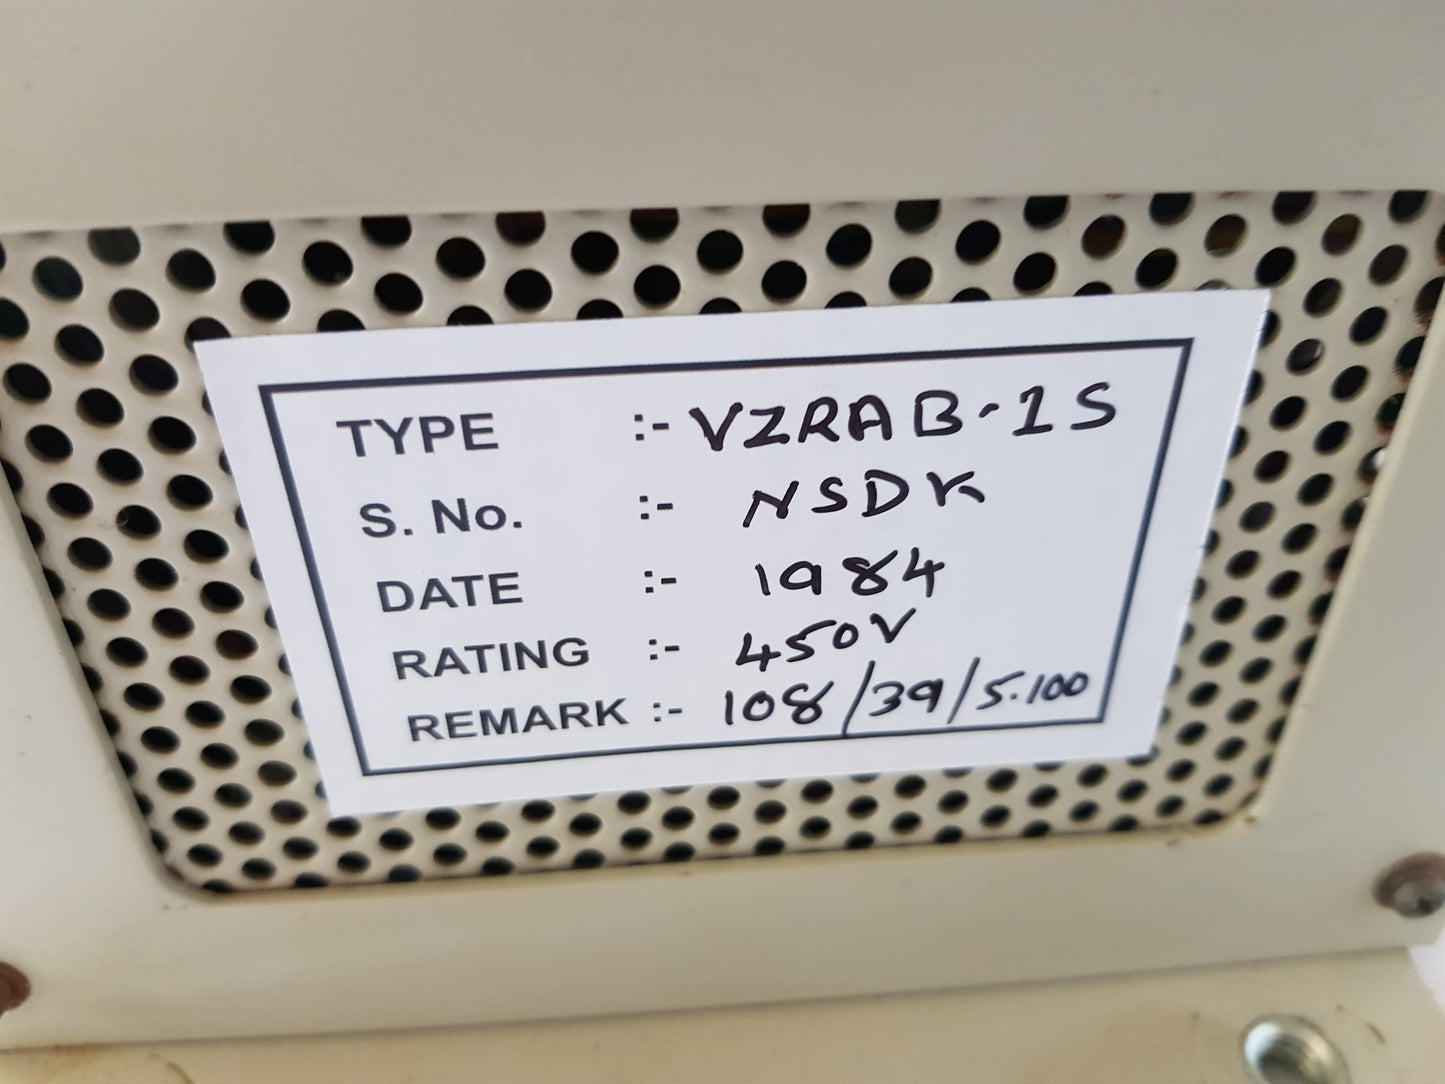 TYPE :- VZRAB-1S
S. No. :- NSDK
DATE :- 1984
RATING :- 450V
REMARK :- 108/39/5.100